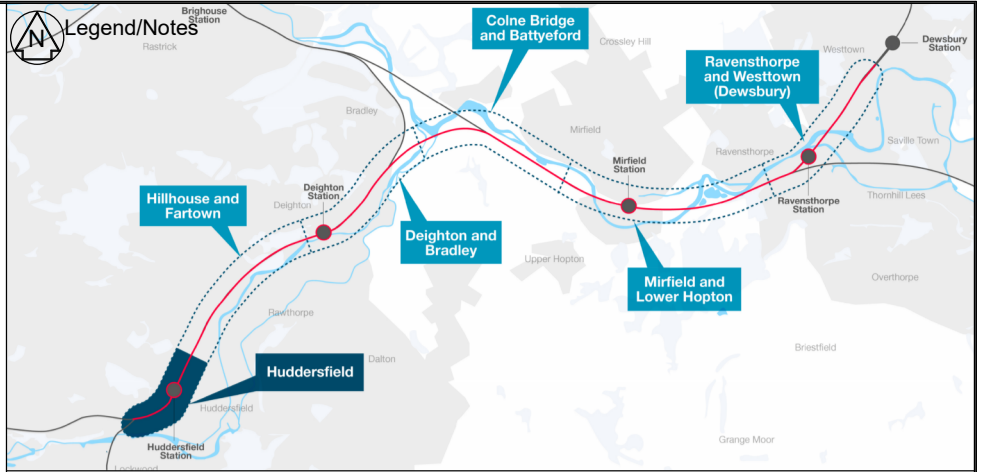 Brighouse
Station
N
Legend/Notes
Rastrick
Colne Bridge
and Battyeford
Crossley Hill
Westtown
Dewsbury
Station
Ravensthorpe
and Westtown
(Dewsbury)
Bradley
Mirfield
Ravensthorpe
Saville Town
Mirfield
Station
Deighton
Station
Hillhouse and
Fartown
Deighton
Ravensthorpe
Station
Thornhill Lees
Deighton and
Bradley
Upper Hopton
Mirfield and
Lower Hopton
Overthorpe
Rawthorpe
Briestfield
Dalton
Huddersfield
Huddersfield
Grange Moor
Huddersfield
Station
Lockwood